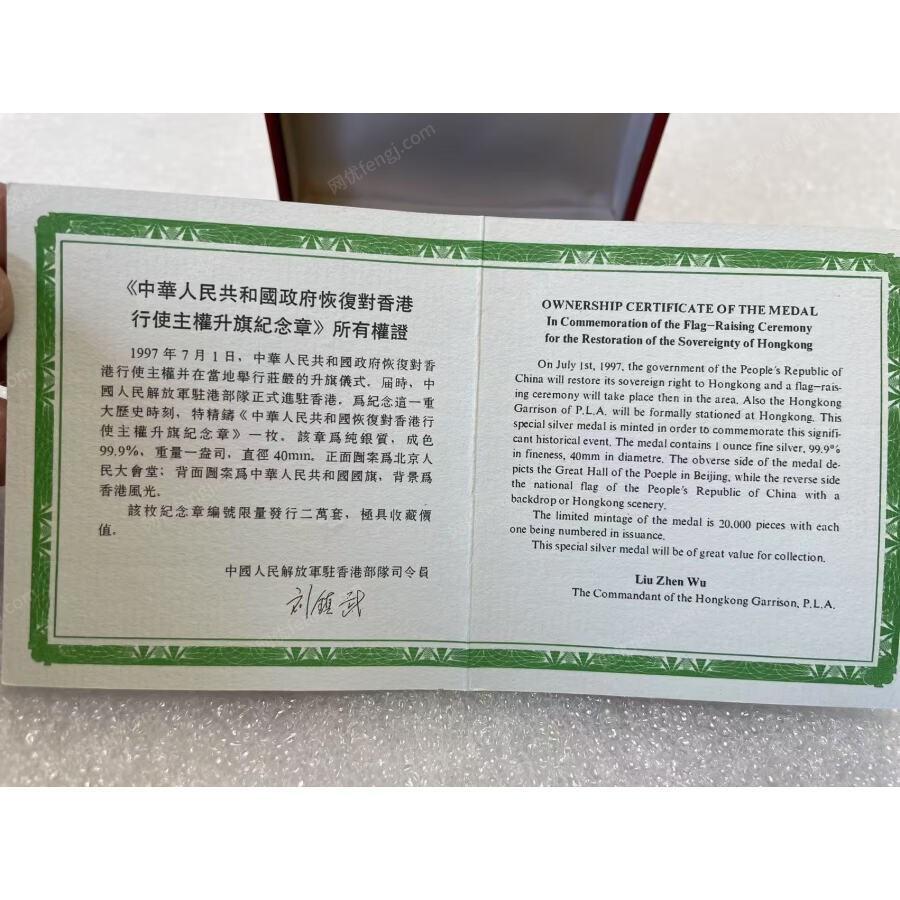 《中華人民共和國政府恢復對香港
行使主權升旗紀念章》所有權證
1997年7月1日,中華人民共和國政府恢復對香
港行使主權并在當地舉行莊嚴的升旗儀式。届時,中
國人民解放軍駐港部隊正式進駐香港。爲紀念這一重
大歷史時刻,特精鑄《中華人民共和國恢復對香港行
使主權升旗紀念章》一枚。該章爲純銀質,成色
99.9%,重量一盎司,直徑40mm。正面圖案爲北京人
民大會堂;背面圖案爲中華人民共和國國旗,背景爲
香港風光。
該枚紀念章編號限量發行二萬套,極具收藏價
值。
中國人民解放軍駐香港部隊司令員
刘鎮武
OWNERSHIP CERTIFICATE OF THE MEDAL
In Commemoration of the Flag-Raising Ceremony
for the Restoration of the Sovereignty of Hongkong
On July 1st, 1997, the government of the People's Republic of
China will restore its sovereign right to Hongkong and a flag-rais-
ing ceremony will take place then in the area. Also the Hongkong
Garrison of P.L.A. will be formally stationed at Hongkong. This
special silver medal is minted in order to commemorate this signifi-
cant historical event. The medal contains 1 ounce fine silver, 99.9%
in fineness, 40mm in diametre. The obverse side of the medal de-
picts the Great Hall of the Poeple in Beijing, while the reverse side
the national flag of the People's Republic of China with a
backdrop or Hongkong scenery.
The limited mintage of the medal is 20.000 pieces with each
one being numbered in issuance.
This special silver medal will be of great value for collection.
Liu Zhen Wu
The Commandant of the Hongkong Garrison, P.L.A.
网优fengj.com